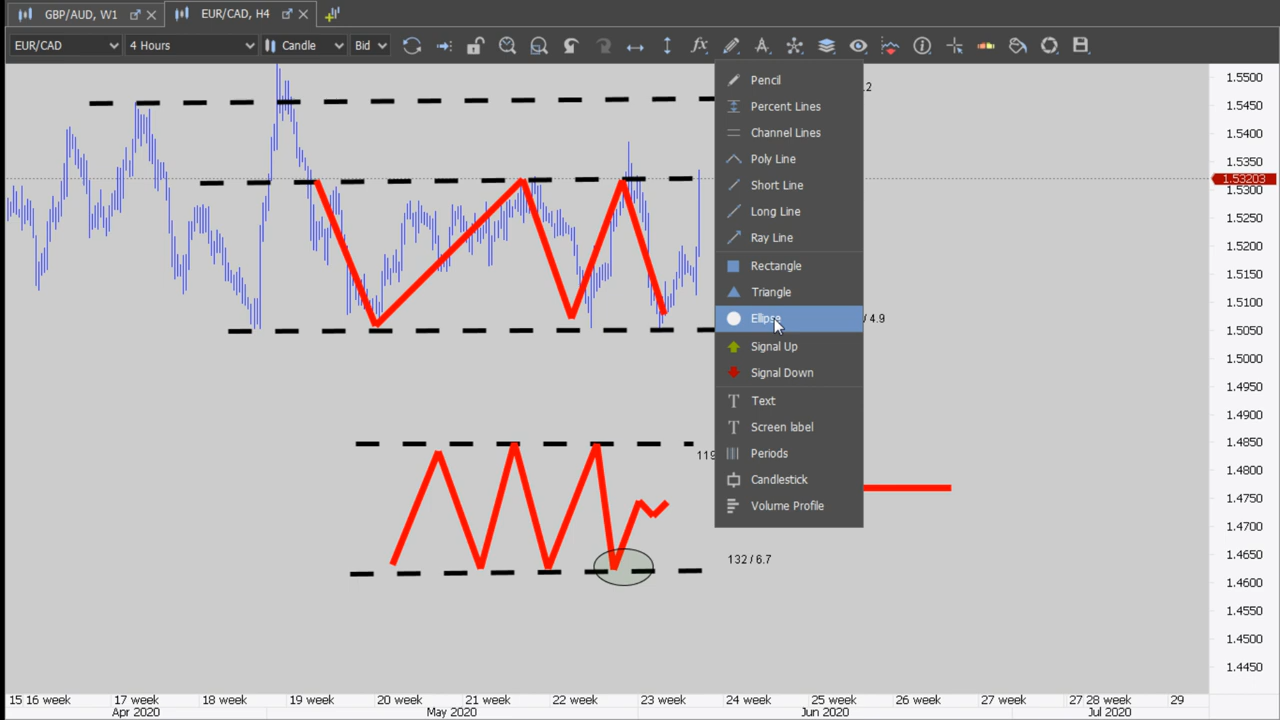 GBP/AUD, W1
EUR/CAD, H4
EUR/CAD
4 Hours
Candle
Bid
Pencil
Percent Lines
Channel Lines
Poly Line
Short Line
Long Line
Ray Line
Rectangle
Triangle
Ellipse
Signal Up
Signal Down
Text
Screen label
Periods
Candlestick
Volume Profile
.2
/ 4.9
119
132 / 6.7
1.5500
1.5450
1.5400
1.5350
1.53203
1.5300
1.5250
1.5200
1.5150
1.5100
1.5050
1.5000
1.4950
1.4900
1.4850
1.4800
1.4750
1.4700
1.4650
1.4600
1.4550
1.4500
1.4450
15 16 week 17 week 18 week 19 week 20 week 21 week 22 week 23 week 24 week 25 week 26 week 27 week 27 28 week 29
Apr 2020 May 2020 Jun 2020 Jul 2020